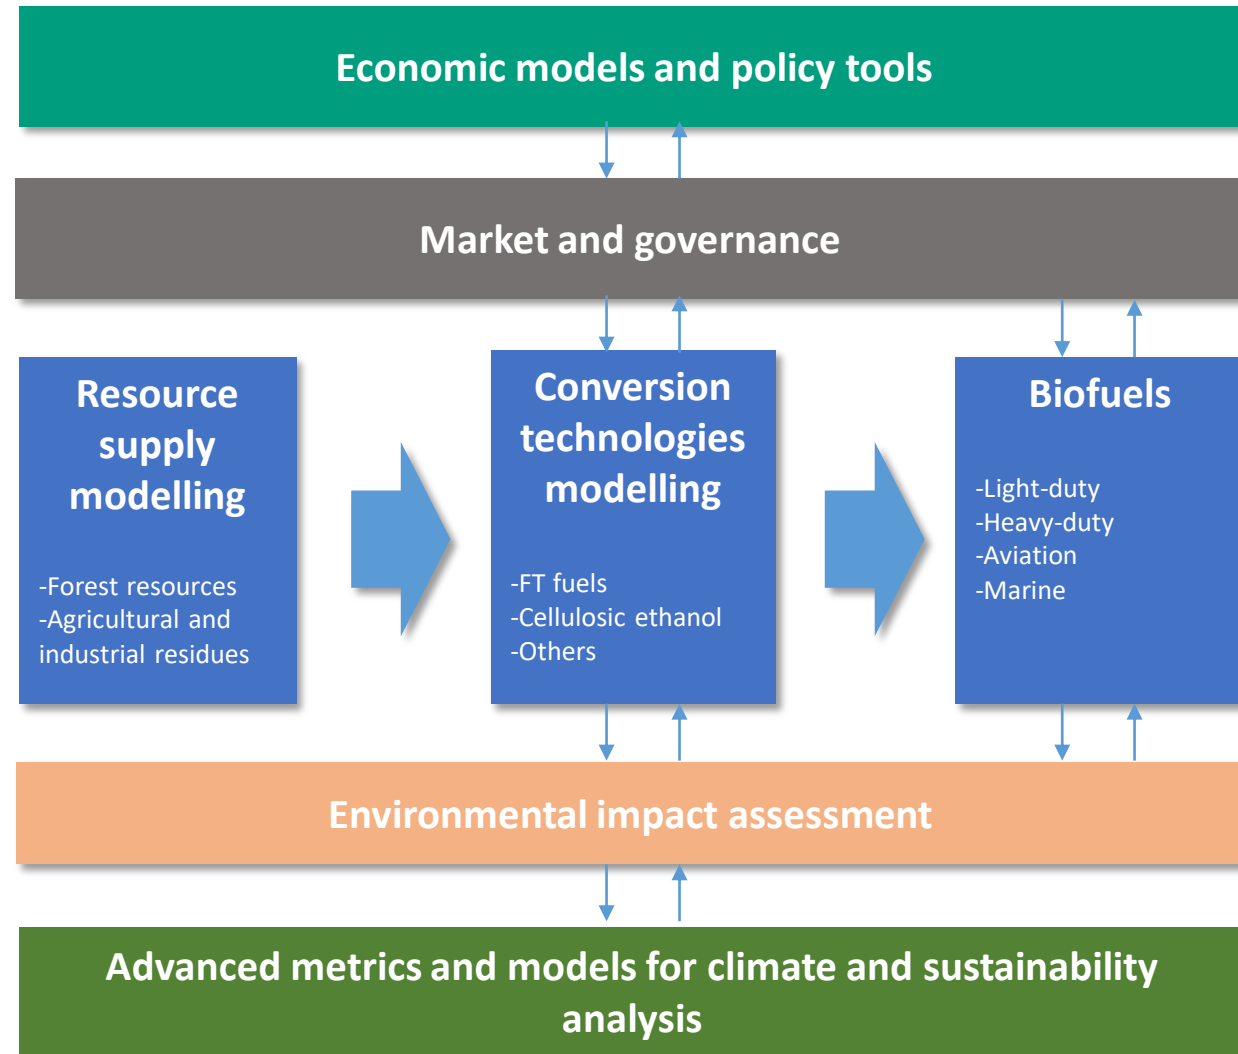 Economic models and policy tools
Market and governance
Resource
supply
modelling
-Forest resources
-Agricultural and
industrial residues
Conversion
technologies
modelling
-FT fuels
-Cellulosic ethanol
-Others
Biofuels
-Light-duty
-Heavy-duty
-Aviation
-Marine
Environmental impact assessment
Advanced metrics and models for climate and sustainability
analysis